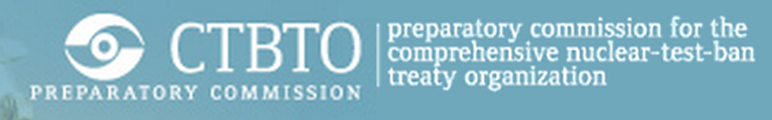 CTBTO
PREPARATORY COMMISSION
preparatory commission for the
comprehensive nuclear-test-ban
treaty organization